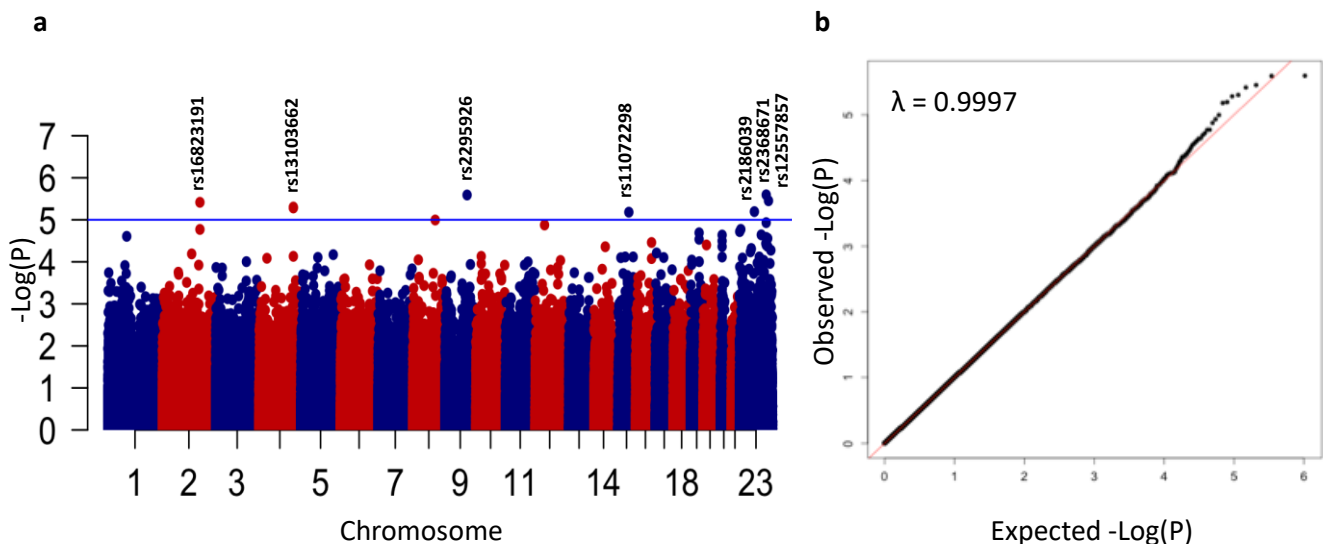 a
b
rs16823191
rs13103662
rs2295926
rs11072298
rs2186039
rs2368671
rs12557857
-Log(P)
7
6
5
4
3
2
1
0
1 2 3 5 7 9 11 14 18 23
Chromosome
λ = 0.9997
Observed -Log(P)
5
4
3
2
1
0
0 1 2 3 4 5 6
Expected -Log(P)